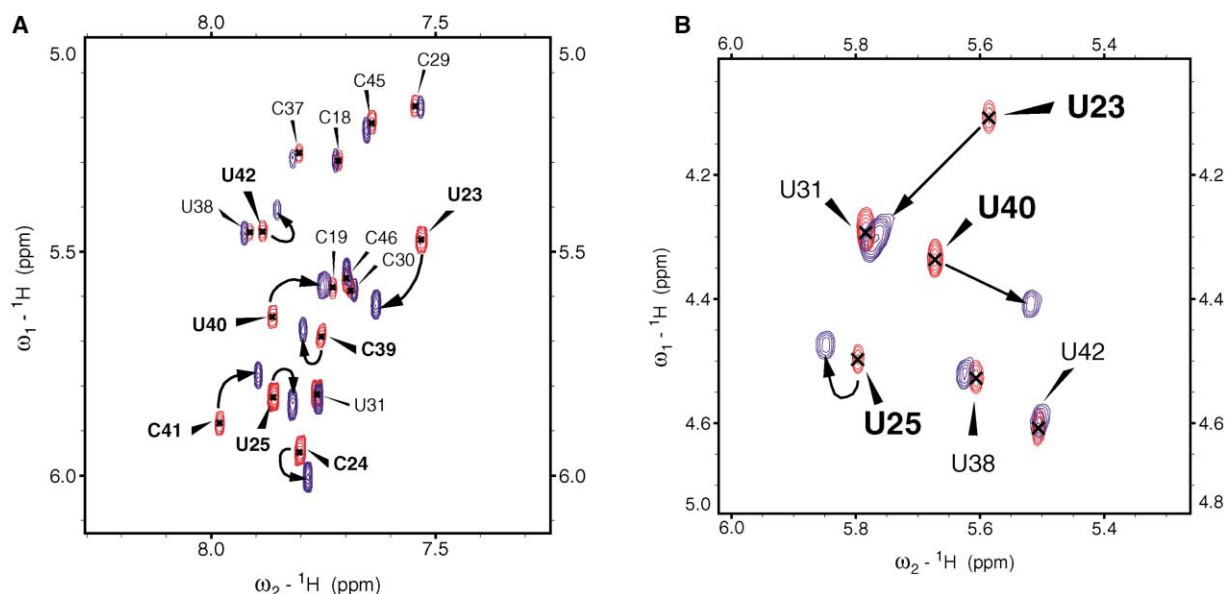 A
8.0 7.5
5.0 5.0
C29
C45
C37
C18
U42
U38
U23
5.5 5.5
C19 C46
C30
U40
C39
U31
C41
U25
C24
6.0 6.0
8.0 7.5
ω1 - 1H (ppm)
ω2 - 1H (ppm)
B
6.0 5.8 5.6 5.4
U23
4.2 4.2
U31
U40
4.4 4.4
U42
U25
4.6 4.6
U38
5.0 4.8
6.0 5.8 5.6 5.4
ω1 - 1H (ppm)
ω2 - 1H (ppm)